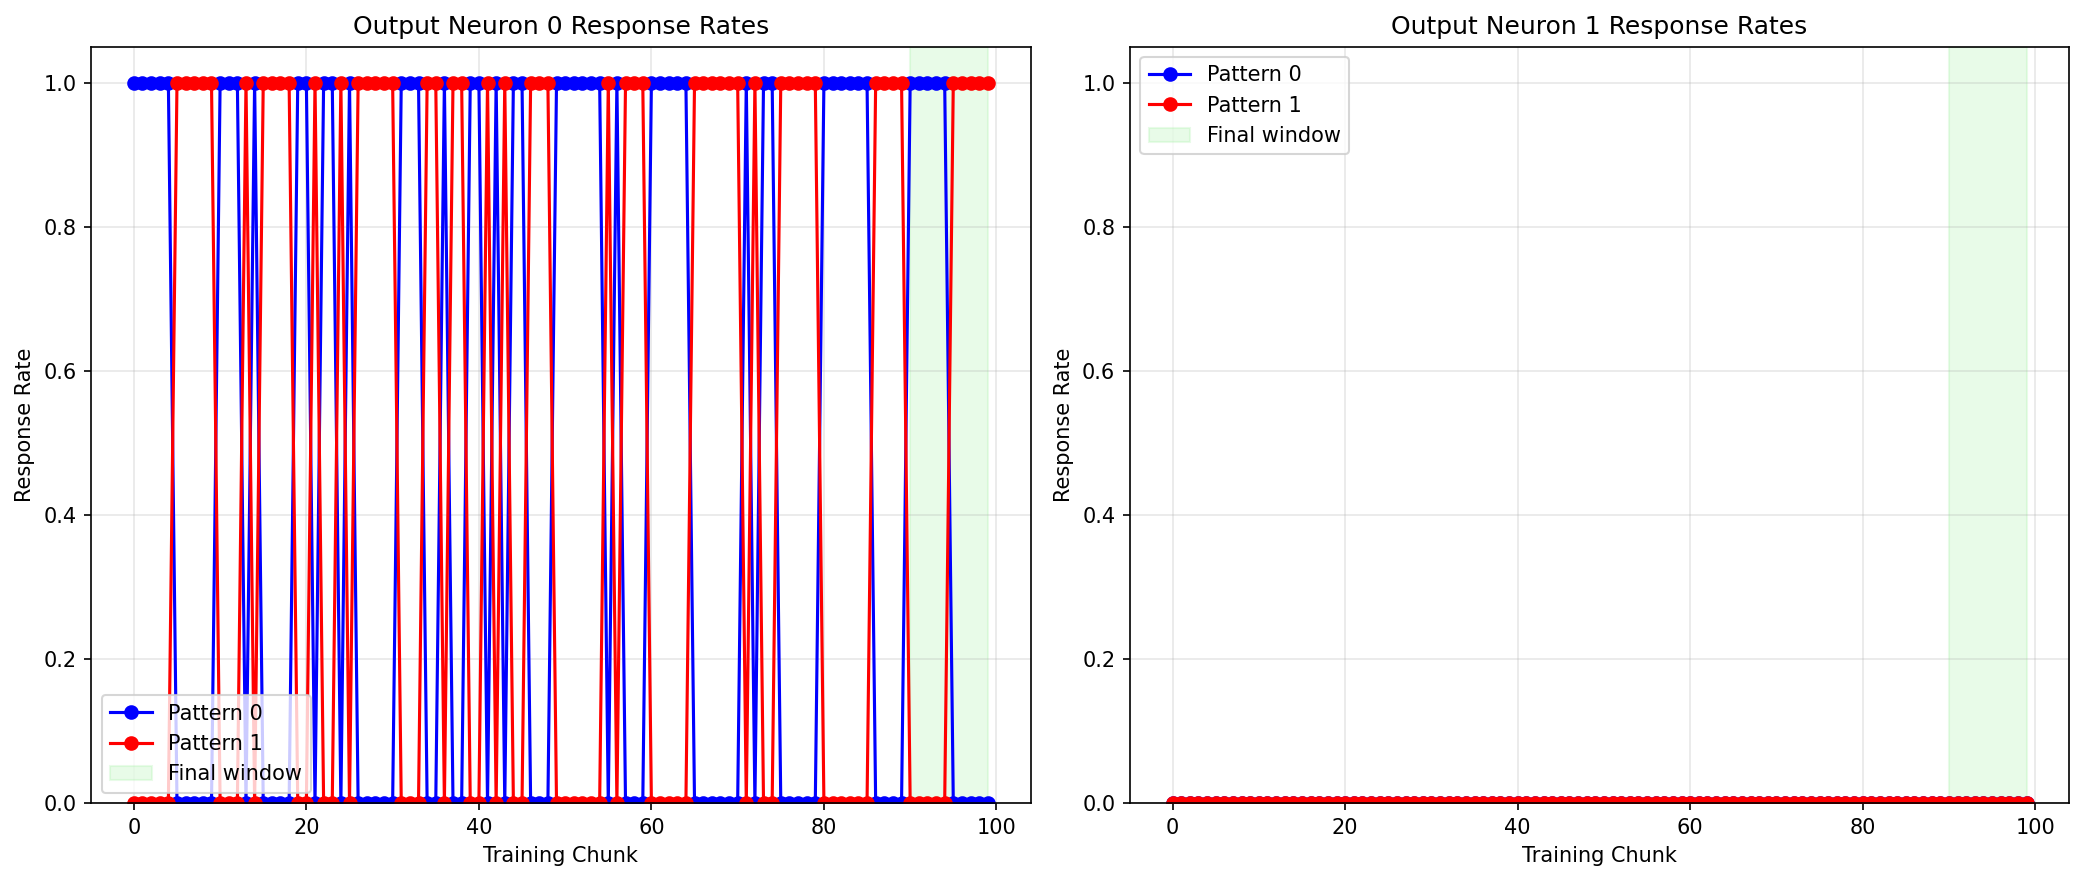 Output Neuron 0 Response Rates
Response Rate
1.0
0.8
0.6
0.4
0.2
0.0
Pattern 0
Pattern 1
Final window
0 20 40 60 80 100
Training Chunk
Output Neuron 1 Response Rates
Response Rate
1.0
0.8
0.6
0.4
0.2
0.0
Pattern 0
Pattern 1
Final window
0 20 40 60 80 100
Training Chunk